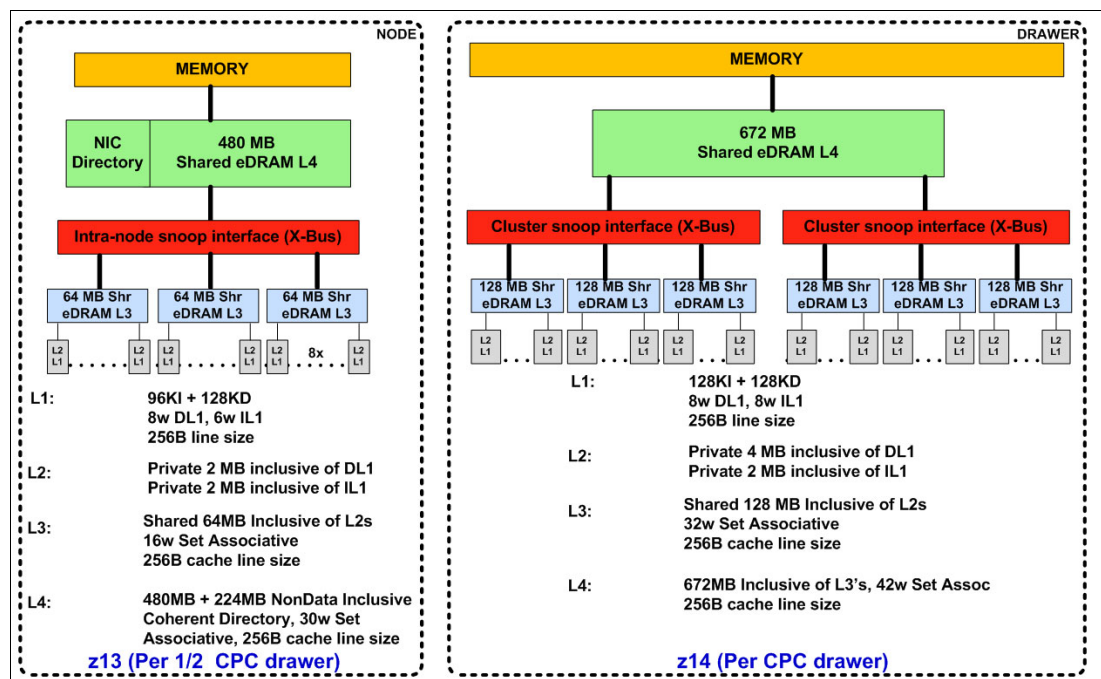 NODE
MEMORY
NIC
Directory
480 MB
Shared eDRAM L4
Intra-node snoop interface (X-Bus)
64 MB Shr
eDRAM L3
64 MB Shr
eDRAM L3
64 MB Shr
eDRAM L3
L2
L1
L2
L1
L2
L1
L2
L1
L2
L1
8x
L2
L1
L1:
96KI + 128KD
8w DL1, 6w IL1
256B line size
L2:
Private 2 MB inclusive of DL1
Private 2 MB inclusive of IL1
L3:
Shared 64MB Inclusive of L2s
16w Set Associative
256B cache line size
L4:
480MB + 224MB NonData Inclusive
Coherent Directory, 30w Set
Associative, 256B cache line size
z13 (Per 1/2 CPC drawer)
DRAWER
MEMORY
672 MB
Shared eDRAM L4
Cluster snoop interface (X-Bus)
Cluster snoop interface (X-Bus)
128 MB Shr
eDRAM L3
128 MB Shr
eDRAM L3
128 MB Shr
eDRAM L3
128 MB Shr
eDRAM L3
128 MB Shr
eDRAM L3
128 MB Shr
eDRAM L3
L2
L1
L2
L1
L2
L1
L2
L1
L2
L1
L2
L1
L2
L1
L2
L1
L2
L1
L2
L1
L2
L1
L2
L1
L1:
128KI + 128KD
8w DL1, 8w IL1
256B line size
L2:
Private 4 MB inclusive of DL1
Private 2 MB inclusive of IL1
L3:
Shared 128 MB Inclusive of L2s
32w Set Associative
256B cache line size
L4:
672MB Inclusive of L3's, 42w Set Assoc
256B cache line size
z14 (Per CPC drawer)